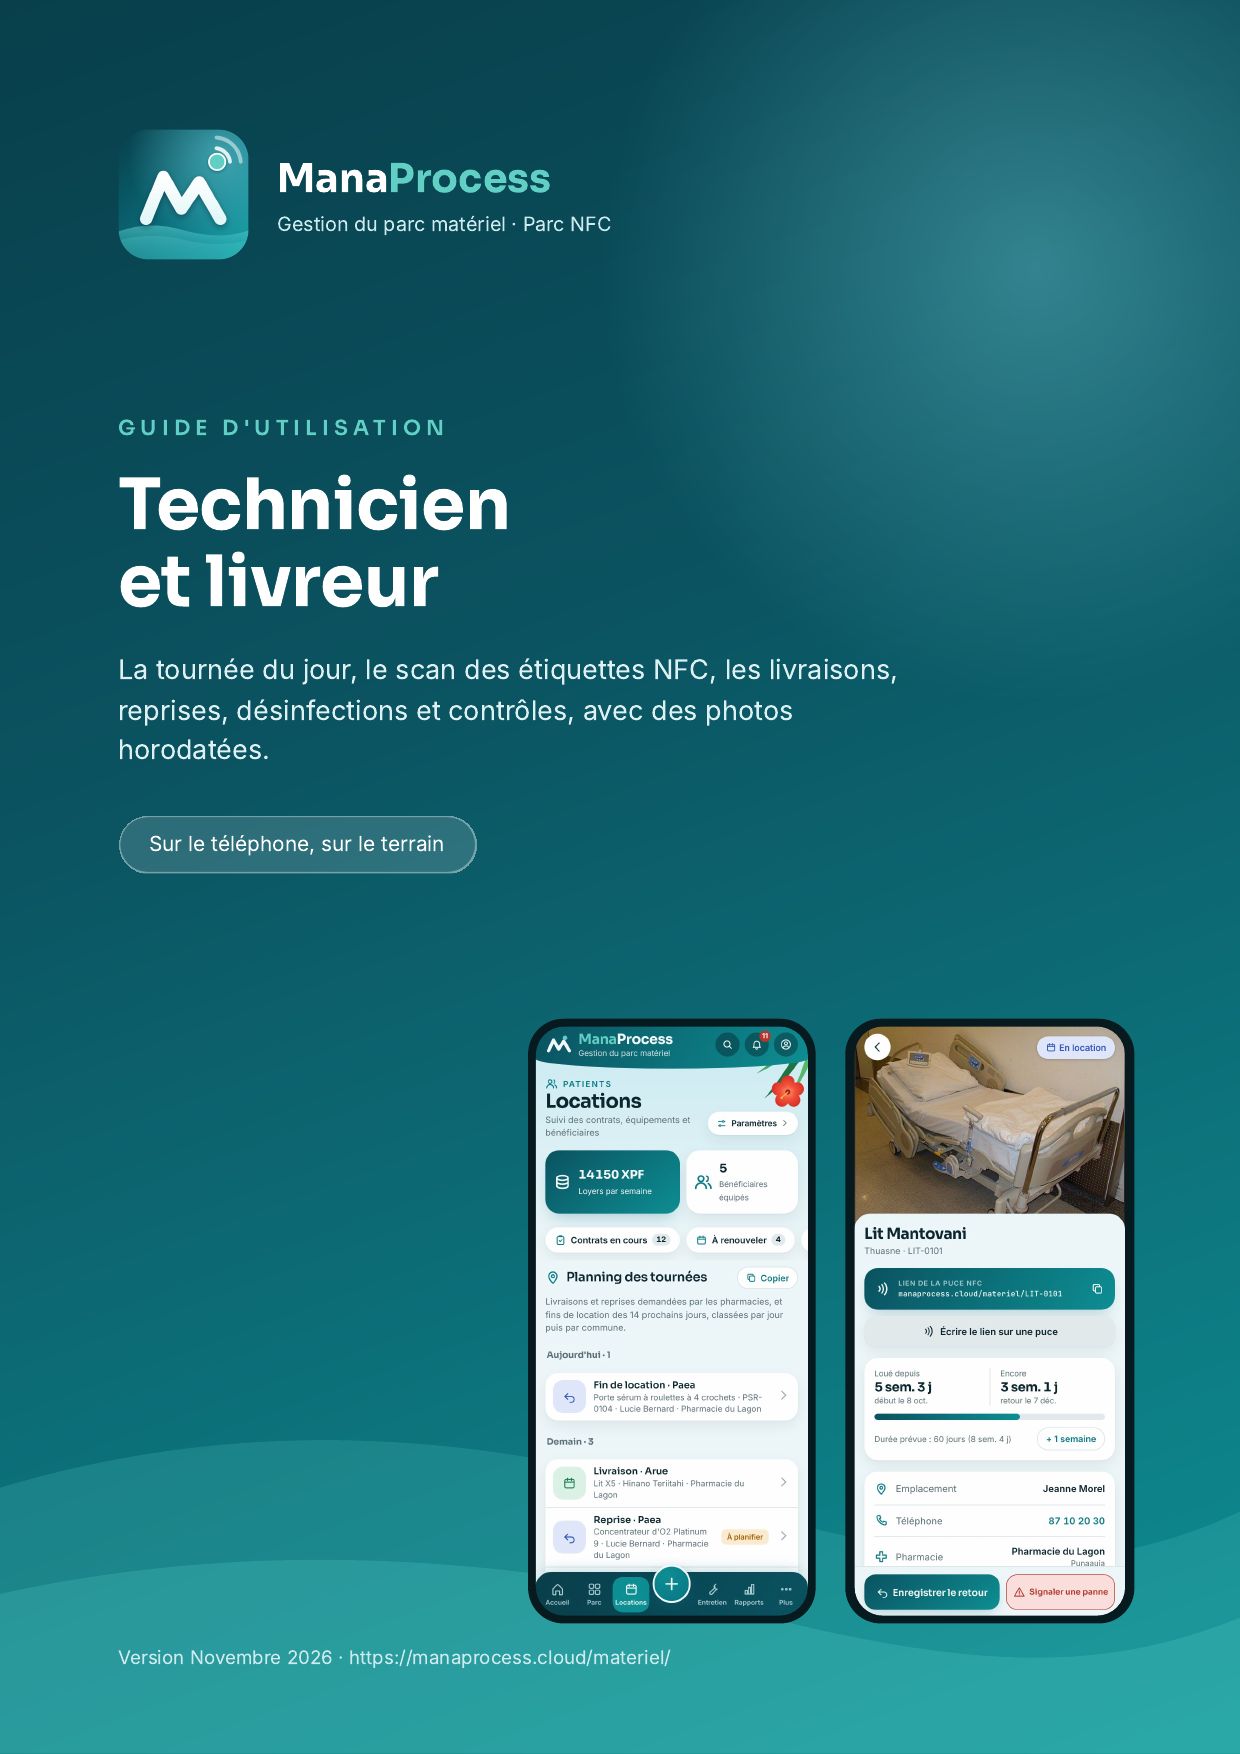 ManaProcess
Gestion du parc matériel · Parc NFC
GUIDE D'UTILISATION
Technicien
et livreur
La tournée du jour, le scan des étiquettes NFC, les livraisons,
reprises, désinfections et contrôles, avec des photos
horodatées.
Sur le téléphone, sur le terrain
ManaProcess
Gestion du parc matériel
11
PATIENTS
Locations
Suivi des contrats, équipements et
bénéficiaires
Paramètres
14150 XPF
Loyers par semaine
5
Bénéficiaires
équipés
Contrats en cours 12
À renouveler 4
Planning des tournées
Copier
Livraisons et reprises demandées par les pharmacies, et
fins de location des 14 prochains jours, classées par jour
puis par commune.
Aujourd'hui · 1
Fin de location · Paea
Porte sérum à roulettes à 4 crochets · PSR-
0104 · Lucie Bernard · Pharmacie du Lagon
Demain · 3
Livraison · Arue
Lit X5 · Hinano Teriitahi · Pharmacie du
Lagon
Reprise · Paea
Concentrateur d'O2 Platinum
9 · Lucie Bernard · Pharmacie
du Lagon
À planifier
Accueil
Parc
Locations
Entretien
Rapports
Plus
En location
Lit Mantovani
Thuasne · LIT-0101
LIEN DE LA PUCE NFC
manaprocess.cloud/materiel/LIT-0101
Écrire le lien sur une puce
Loué depuis
5 sem. 3 j
début le 8 oct.
Encore
3 sem. 1 j
retour le 7 déc.
Durée prévue : 60 jours (8 sem. 4 j)
+ 1 semaine
Emplacement
Jeanne Morel
Téléphone
87 10 20 30
Pharmacie
Pharmacie du Lagon
Punaauia
Enregistrer le retour
Signaler une panne
Version Novembre 2026 · https://manaprocess.cloud/materiel/